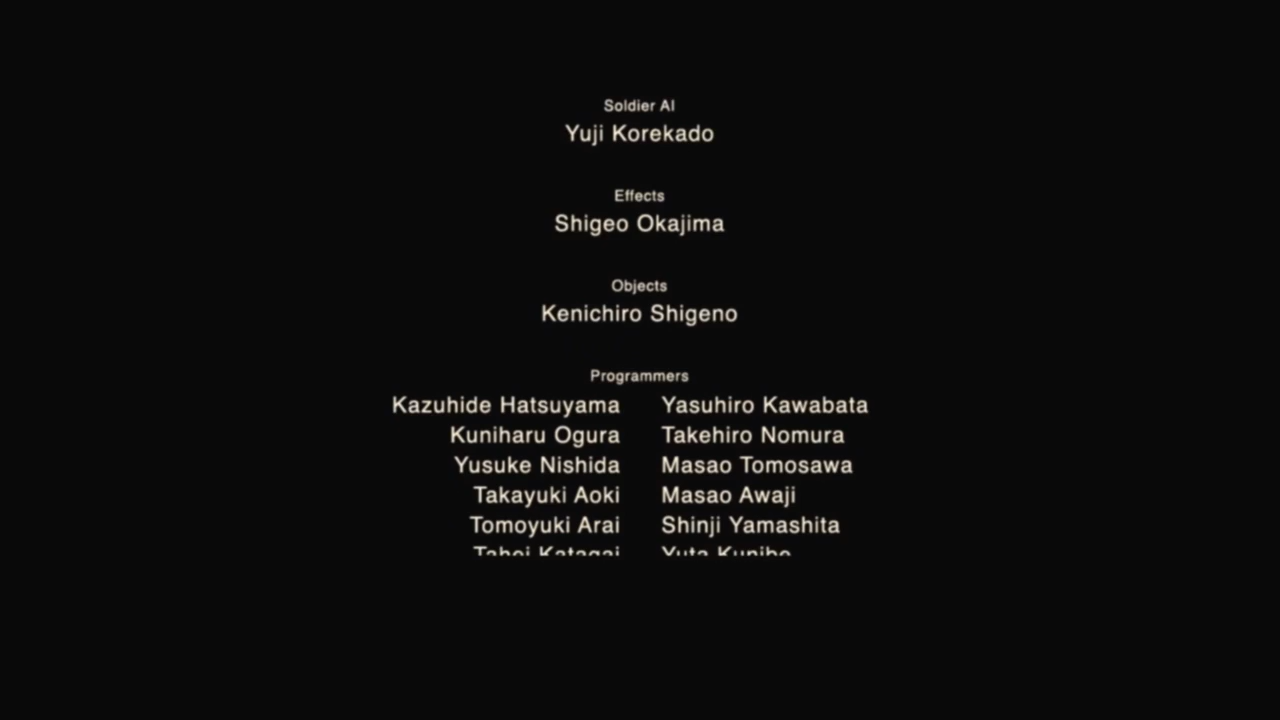 Soldier AI
Yuji Korekado
Effects
Shigeo Okajima
Objects
Kenichiro Shigeno
Programmers
Kazuhide Hatsuyama Yasuhiro Kawabata
Kuniharu Ogura Takehiro Nomura
Yusuke Nishida Masao Tomosawa
Takayuki Aoki Masao Awaji
Tomoyuki Arai Shinji Yamashita
Yuta